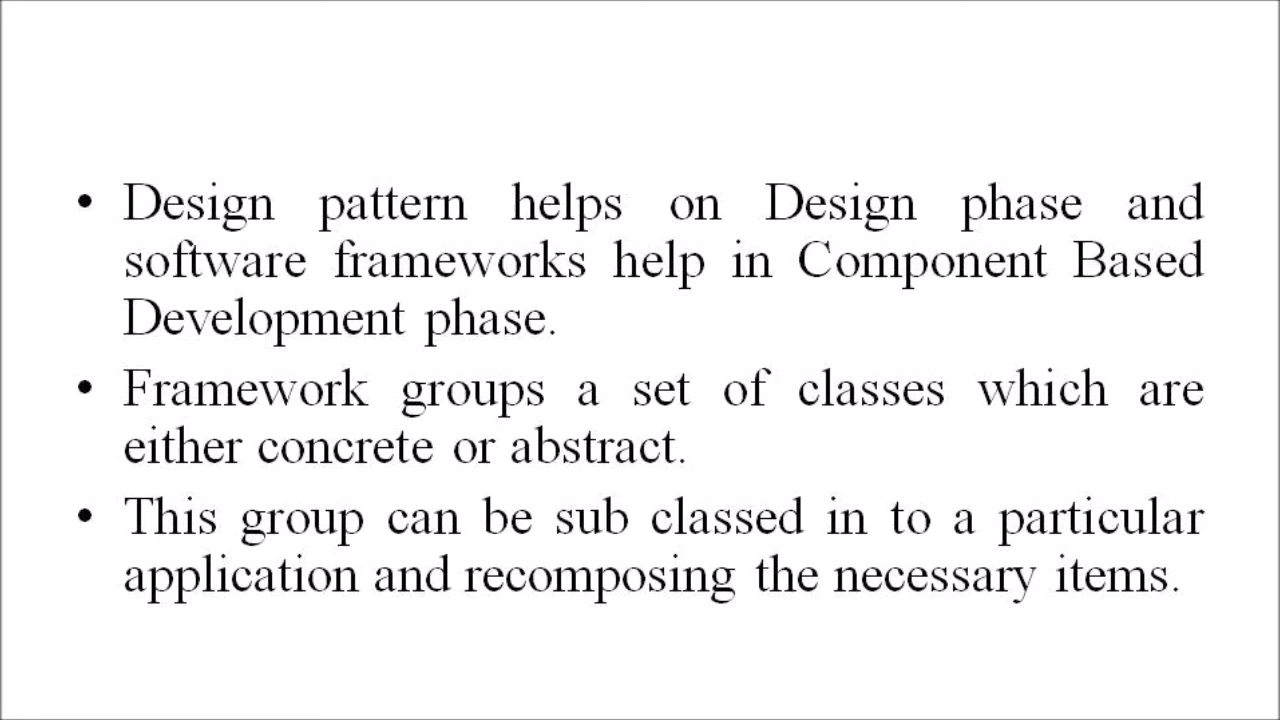 • Design pattern helps on Design phase and
software frameworks help in Component Based
Development phase.
• Framework groups a set of classes which are
either concrete or abstract.
• This group can be sub classed in to a particular
application and recomposing the necessary items.